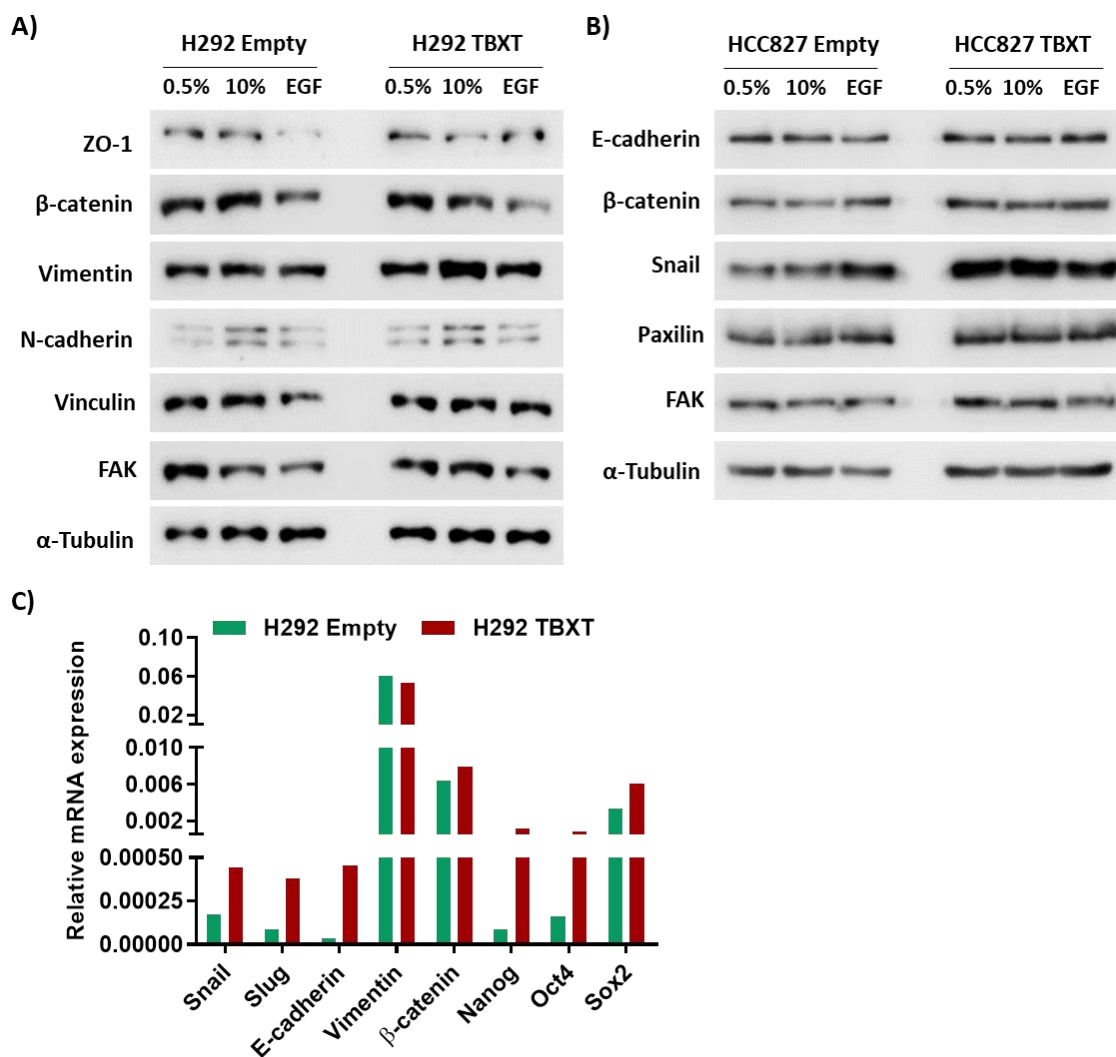 A)
H292 Empty H292 TBXT
0.5% 10% EGF 0.5% 10% EGF
ZO-1
β-catenin
Vimentin
N-cadherin
Vinculin
FAK
α-Tubulin
B)
HCC827 Empty HCC827 TBXT
0.5% 10% EGF 0.5% 10% EGF
E-cadherin
β-catenin
Snail
Paxilin
FAK
α-Tubulin
C)
H292 Empty H292 TBXT
Relative mRNA expression
0.10
0.06
0.02
0.010
0.006
0.002
0.00050
0.00025
0.00000
Snail
Slug
E-cadherin
Vimentin
β-catenin
Nanog
Oct4
Sox2